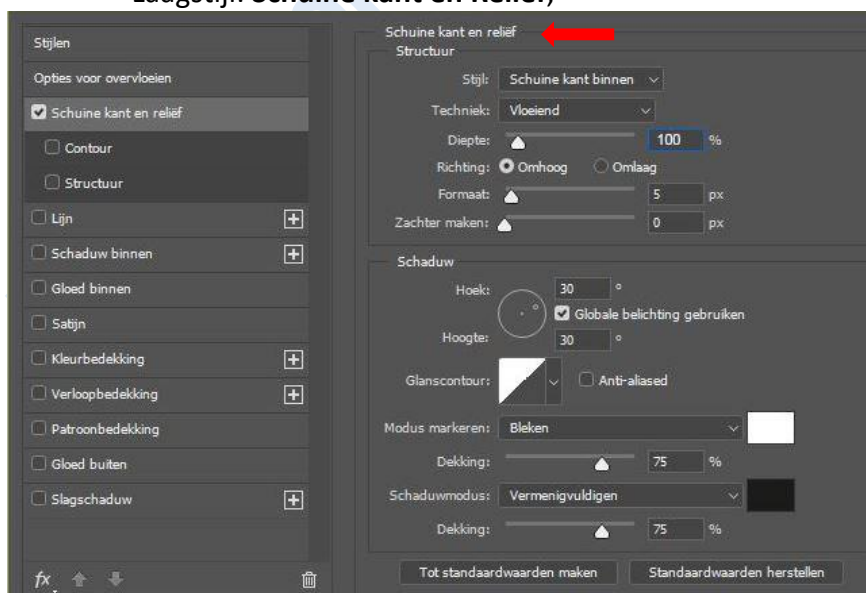 Laagstijl Schuine kant en Reliëf;
Stijlen
Opties voor overvloeien
Schuine kant en reliëf
Contour
Structuur
Lijn
Schaduw binnen
Gloed binnen
Satijn
Kleurbedekking
Verloopbedekking
Patroonbedekking
Gloed buiten
Slagschaduw
fx
Schuine kant en reliëf
Structuur
Stijl: Schuine kant binnen
Techniek: Vloeiend
Diepte: 100 %
Richting: Omhoog Omlaag
Formaat: 5 px
Zachter maken: 0 px
Schaduw
Hoek: 30 °
Globale belichting gebruiken
Hoogte: 30 °
Glanscontour: Anti-aliased
Modus markeren: Bleken
Dekking: 75 %
Schaduwmodus: Vermenigvuldigen
Dekking: 75 %
Tot standaardwaarden maken Standaardwaarden herstellen